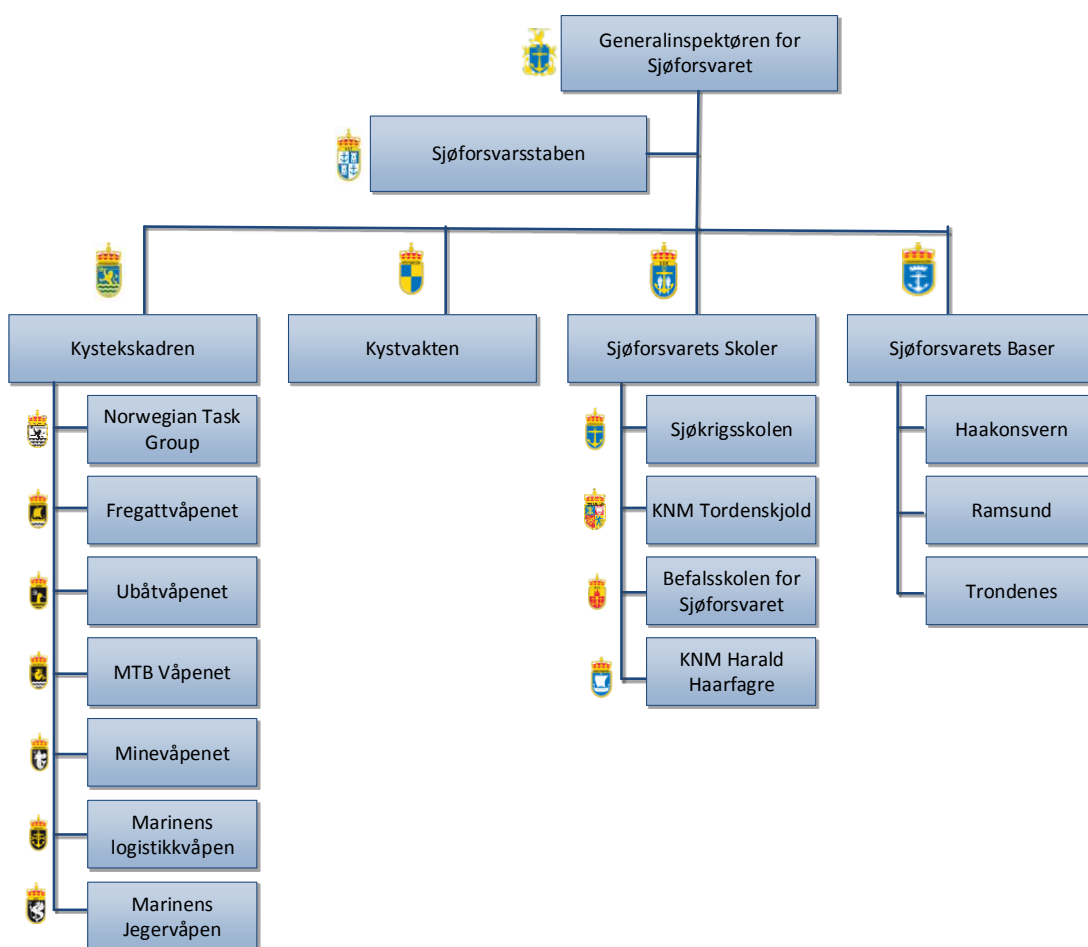 Generalinspektøren for
Sjøforsvaret
Sjøforsvarsstaben
Kystekskadren
Kystvakten
Sjøforsvarets Skoler
Sjøforsvarets Baser
Norwegian Task
Group
Fregattvåpenet
Ubåtvåpenet
MTB Våpenet
Minevåpenet
Marinens
logistikkvåpen
Marinens
Jegervåpen
Sjøkrigsskolen
KNM Tordenskjold
Befalsskolen for
Sjøforsvaret
KNM Harald
Haarfagre
Haakonsvern
Ramsund
Trondenes